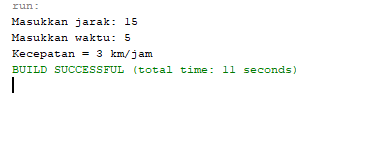 run:
Masukkan jarak: 15
Masukkan waktu: 5
Kecepatan = 3 km/jam
BUILD SUCCESSFUL (total time: 11 seconds)